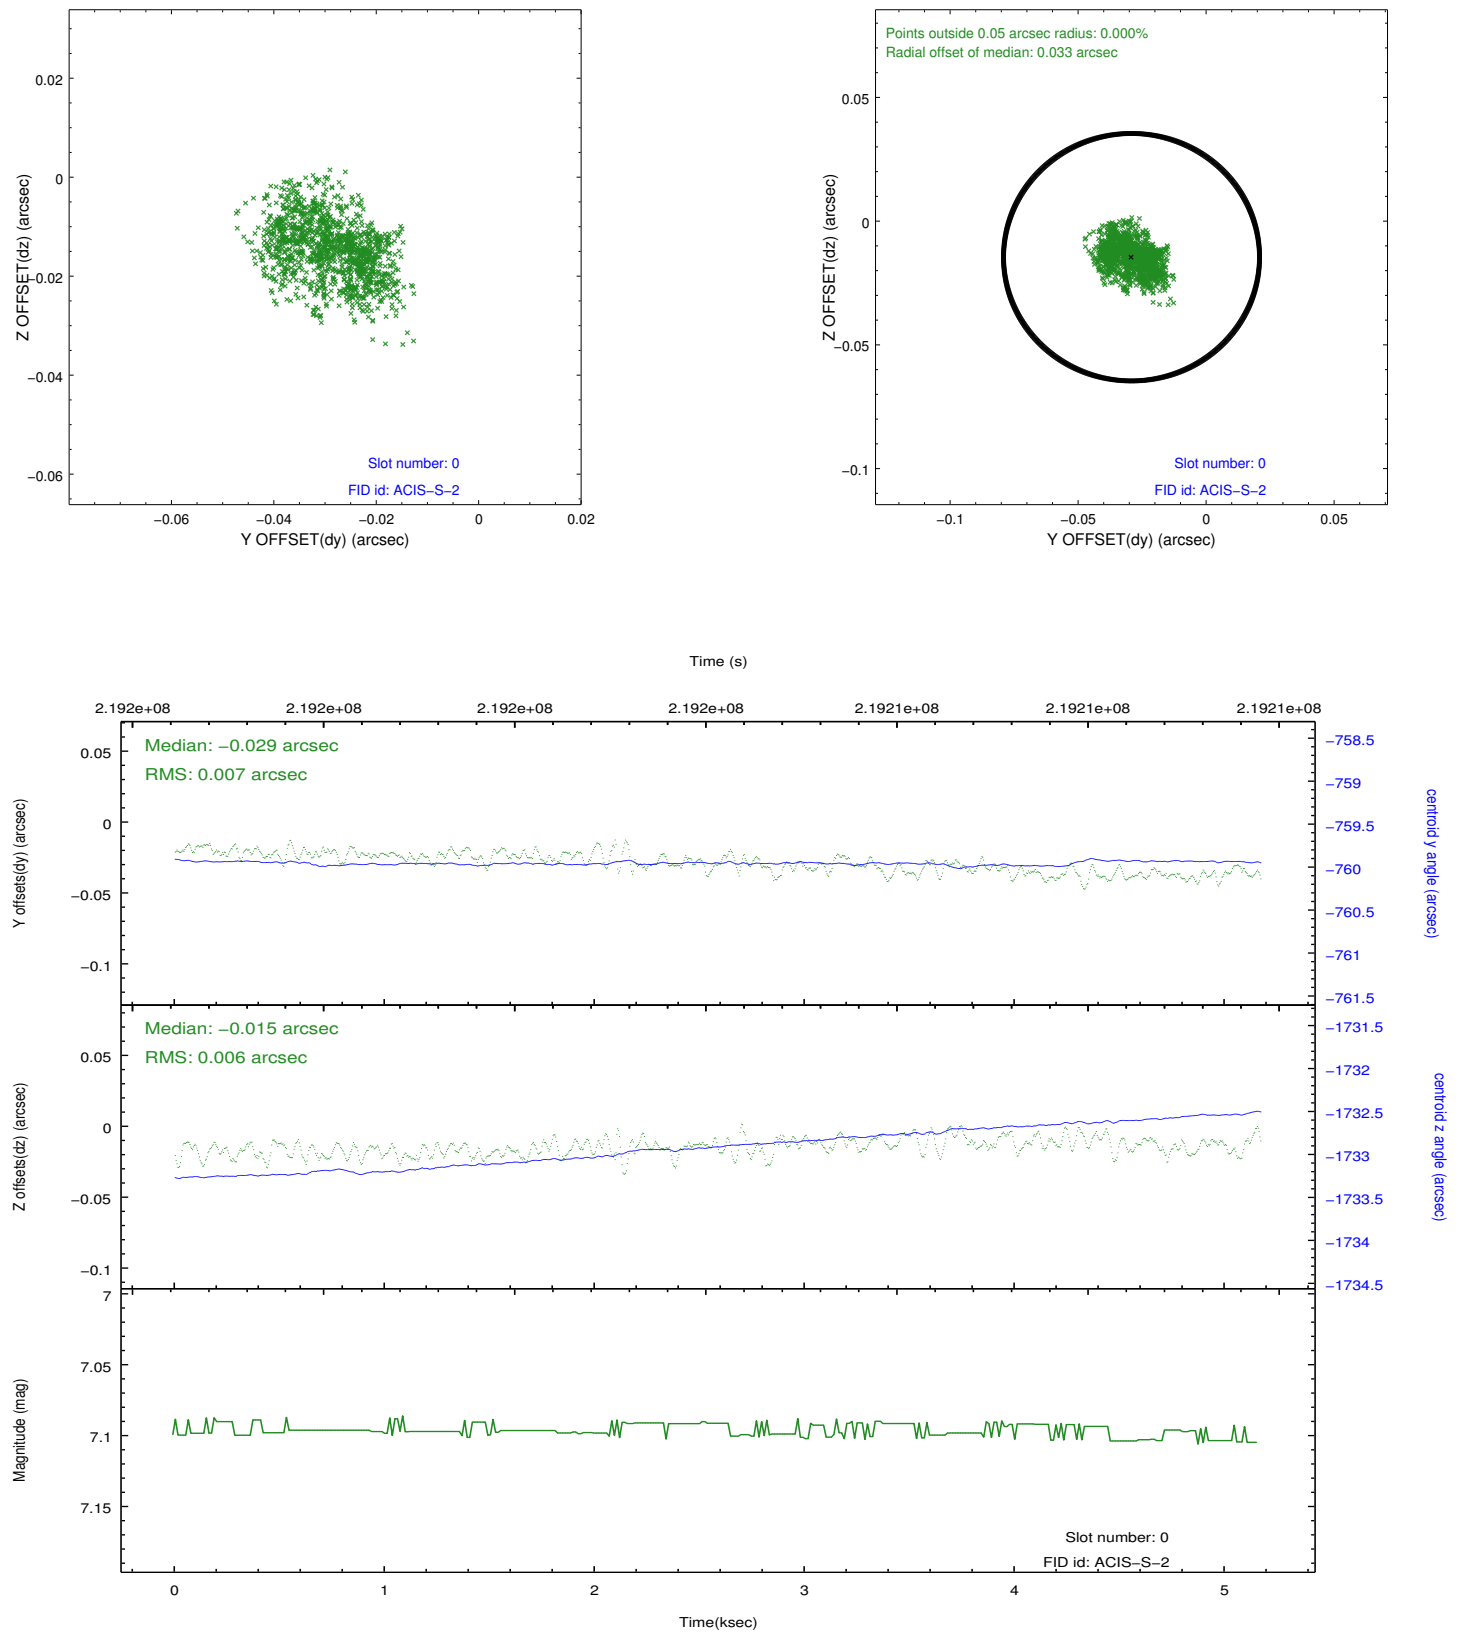 0.02
0
−0.02
−0.04
−0.06
Z OFFSET(dz) (arcsec)
Slot number: 0
FID id: ACIS−S−2
−0.06
−0.04
−0.02
0
0.02
Y OFFSET(dy) (arcsec)
Points outside 0.05 arcsec radius: 0.000%
Radial offset of median: 0.033 arcsec
0.05
0
−0.05
−0.1
Z OFFSET(dz) (arcsec)
Slot number: 0
FID id: ACIS−S−2
−0.1
−0.05
0
0.05
Y OFFSET(dy) (arcsec)
Time (s)
2.192e+08
2.192e+08
2.192e+08
2.192e+08
2.1921e+08
2.1921e+08
2.1921e+08
Median: −0.029 arcsec
RMS: 0.007 arcsec
0.05
0
−0.05
−0.1
Y offsets(dy) (arcsec)
−758.5
−759
−759.5
−760
−760.5
−761
−761.5
centroid y angle (arcsec)
Median: −0.015 arcsec
RMS: 0.006 arcsec
0.05
0
−0.05
−0.1
Z offsets(dz) (arcsec)
−1731.5
−1732
−1732.5
−1733
−1733.5
−1734
−1734.5
centroid z angle (arcsec)
7
7.05
7.1
7.15
Magnitude (mag)
Slot number: 0
FID id: ACIS−S−2
0
1
2
3
4
5
Time(ksec)